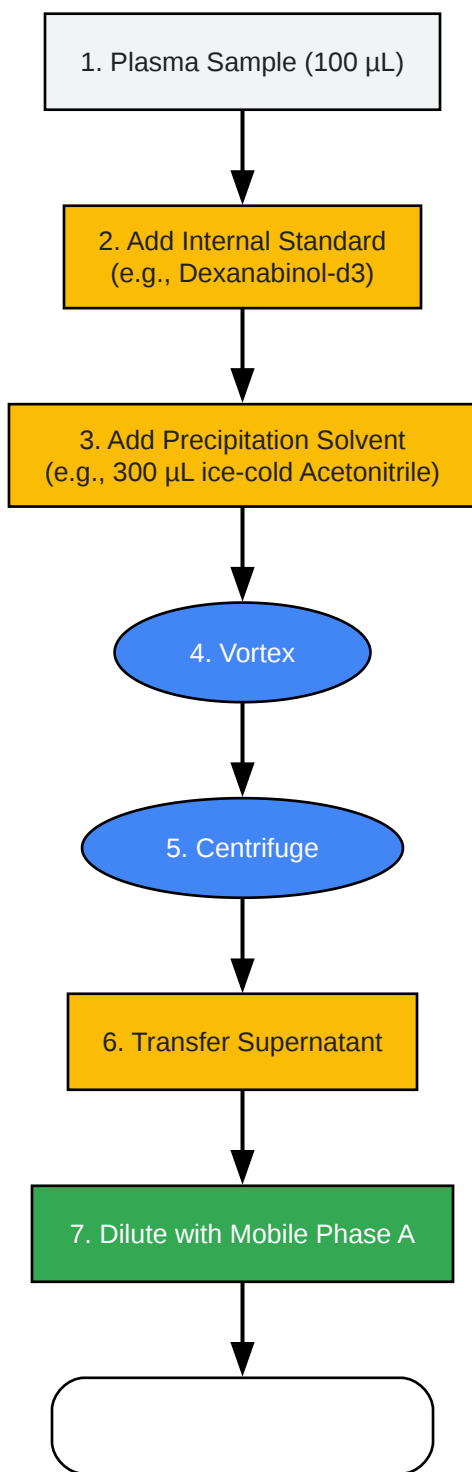 1. Plasma Sample (100 µL)
2. Add Internal Standard
(e.g., Dexanabinol-d3)
3. Add Precipitation Solvent
(e.g., 300 µL ice-cold Acetonitrile)
4. Vortex
5. Centrifuge
6. Transfer Supernatant
7. Dilute with Mobile Phase A